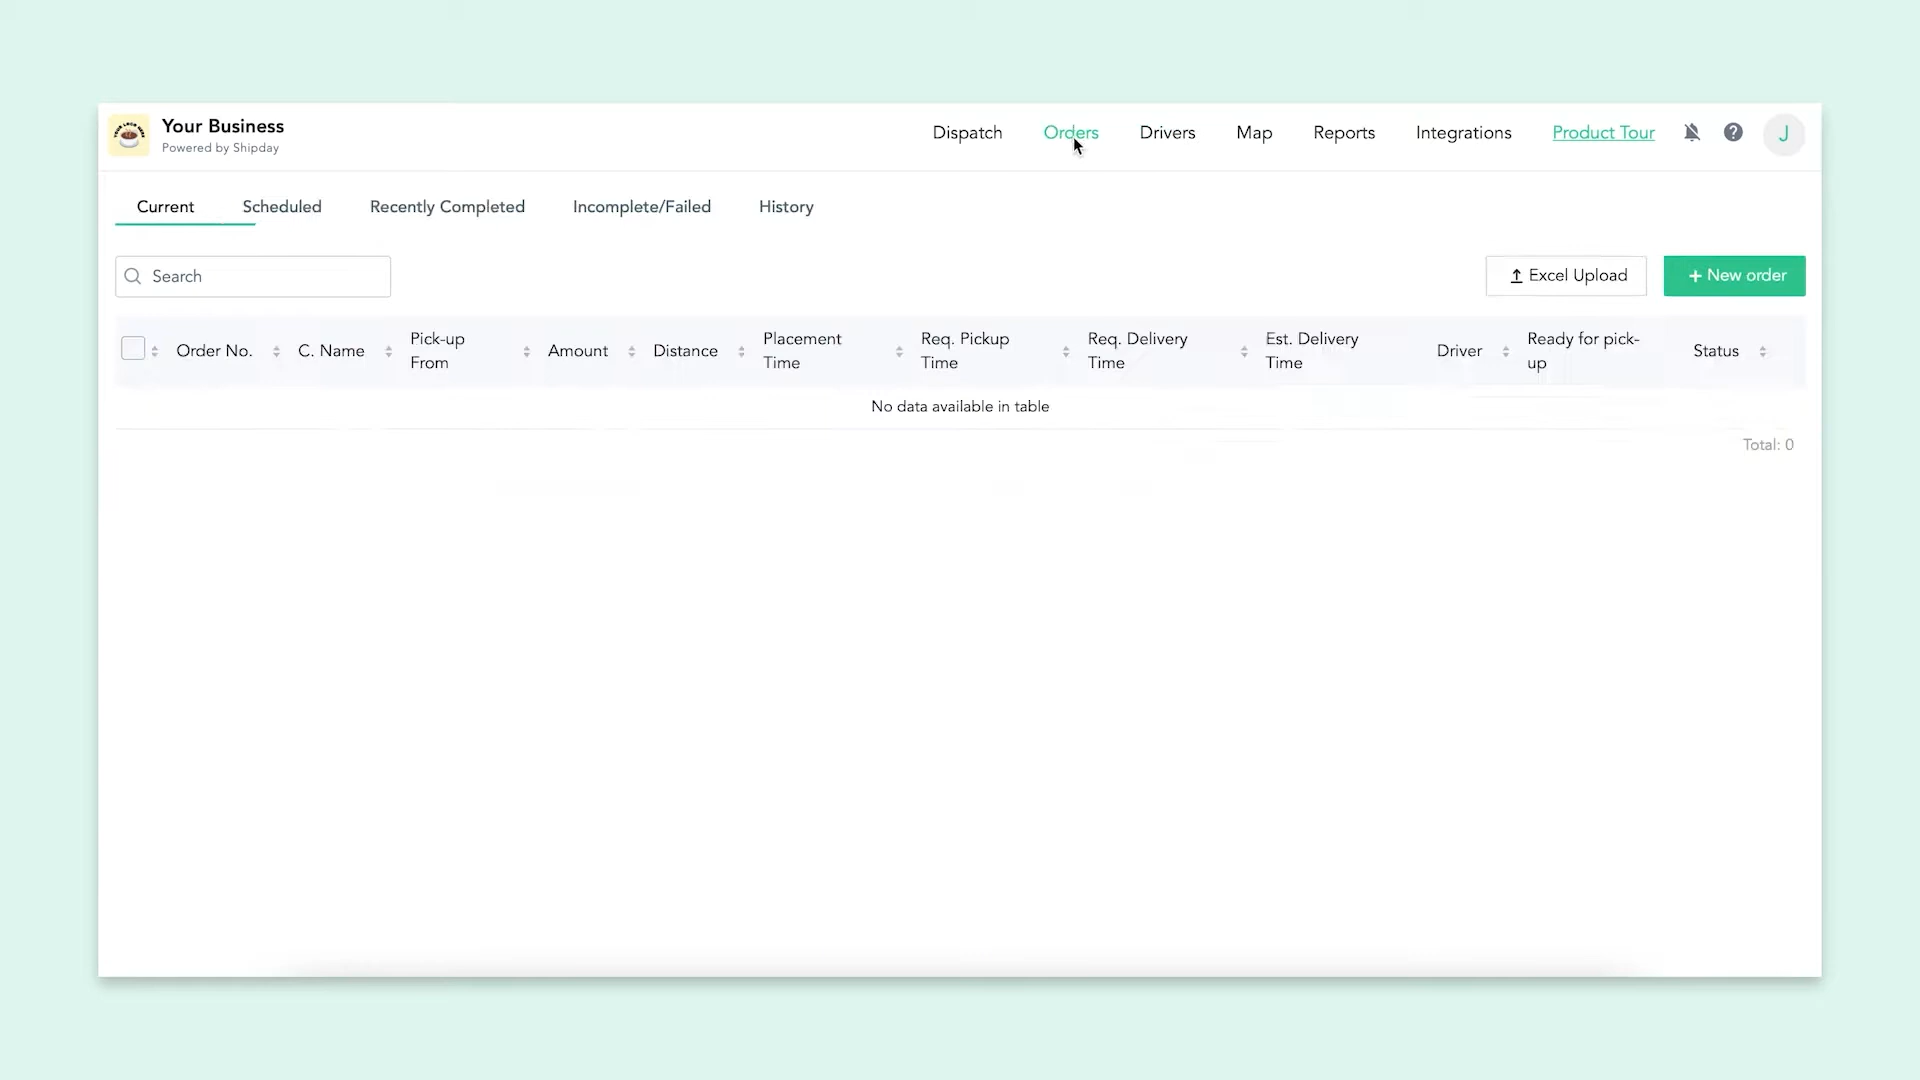 Your Business
Powered by Shipday
Dispatch Orders Drivers Map Reports Integrations Product Tour J
Current Scheduled Recently Completed Incomplete/Failed History
Search
Excel Upload
+ New order
Order No. C. Name Pick-up From Amount Distance Placement Time Req. Pickup Time Req. Delivery Time Est. Delivery Time Driver Ready for pick-up Status
No data available in table
Total: 0